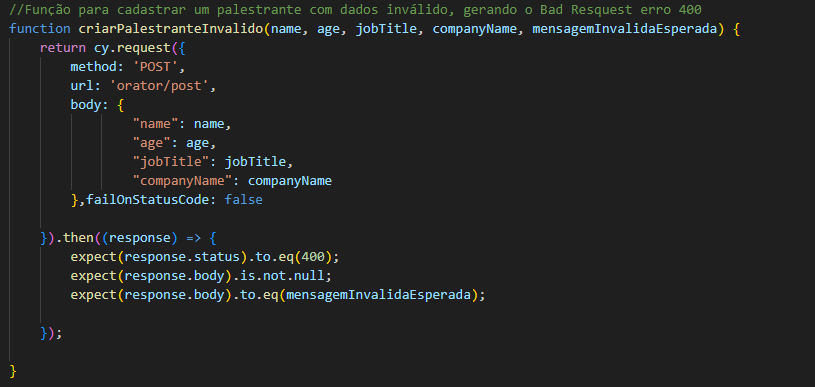 //Função para cadastrar um palestrante com dados inválido, gerando o Bad Resquest erro 400
function criarPalestranteInvalido(name, age, jobTitle, companyName, mensagemInvalidaEsperada) {
    return cy.request({
        method: 'POST',
        url: 'orator/post',
        body: {
                "name": name,
                "age": age,
                "jobTitle": jobTitle,
                "companyName": companyName
        },failOnStatusCode: false
    }).then((response) => {
        expect(response.status).to.eq(400);
        expect(response.body).is.not.null;
        expect(response.body).to.eq(mensagemInvalidaEsperada);
    });
}